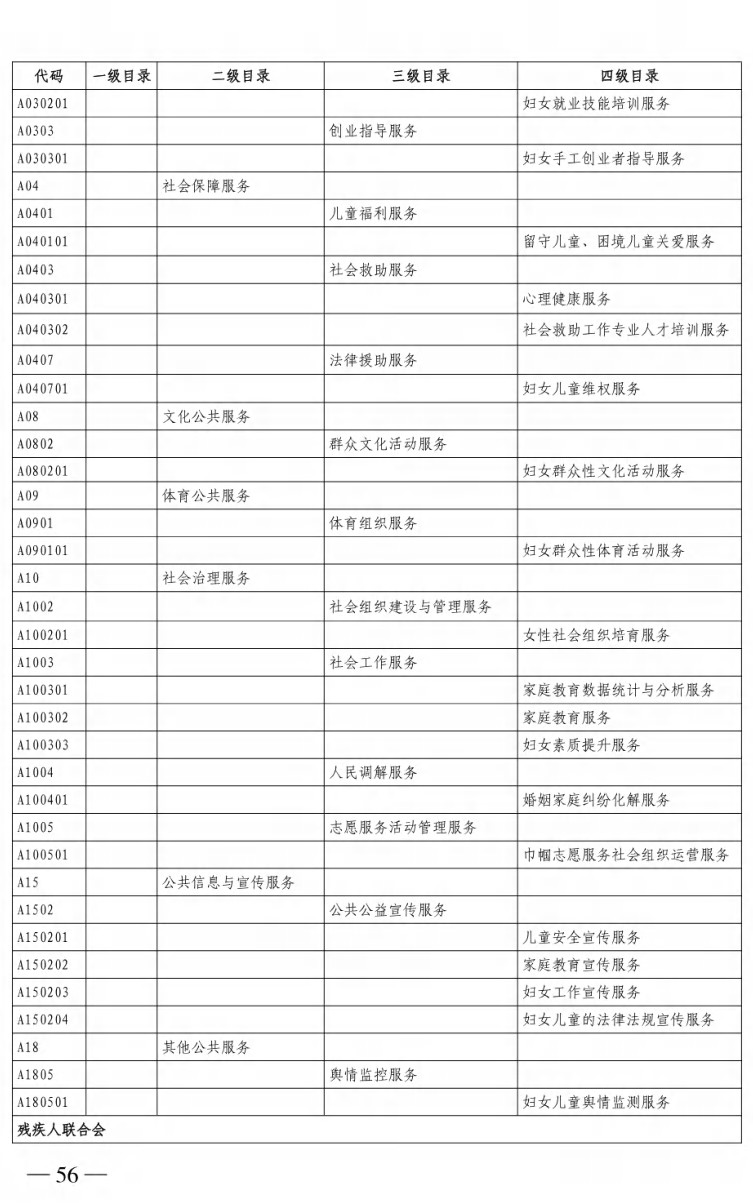 代码 一级目录 二级目录 三级目录 四级目录
A030201 妇女就业技能培训服务
A0303 创业指导服务
A030301 妇女手工创业者指导服务
A04 社会保障服务
A0401 儿童福利服务
A040101 留守儿童、困境儿童关爱服务
A0403 社会救助服务
A040301 心理健康服务
A040302 社会救助工作专业人才培训服务
A0407 法律援助服务
A040701 妇女儿童维权服务
A08 文化公共服务
A0802 群众文化活动服务
A080201 妇女群众性文化活动服务
A09 体育公共服务
A0901 体育组织服务
A090101 妇女群众性体育活动服务
A10 社会治理服务
A1002 社会组织建设与管理服务
A100201 女性社会组织培育服务
A1003 社会工作服务
A100301 家庭教育数据统计与分析服务
A100302 家庭教育服务
A100303 妇女素质提升服务
A1004 人民调解服务
A100401 婚姻家庭纠纷化解服务
A1005 志愿服务活动管理服务
A100501 巾帼志愿服务社会组织运营服务
A15 公共信息与宣传服务
A1502 公共公益宣传服务
A150201 儿童安全宣传服务
A150202 家庭教育宣传服务
A150203 妇女工作宣传服务
A150204 妇女儿童的法律法规宣传服务
A18 其他公共服务
A1805 舆情监控服务
A180501 妇女儿童舆情监测服务
残疾人联合会
— 56 —